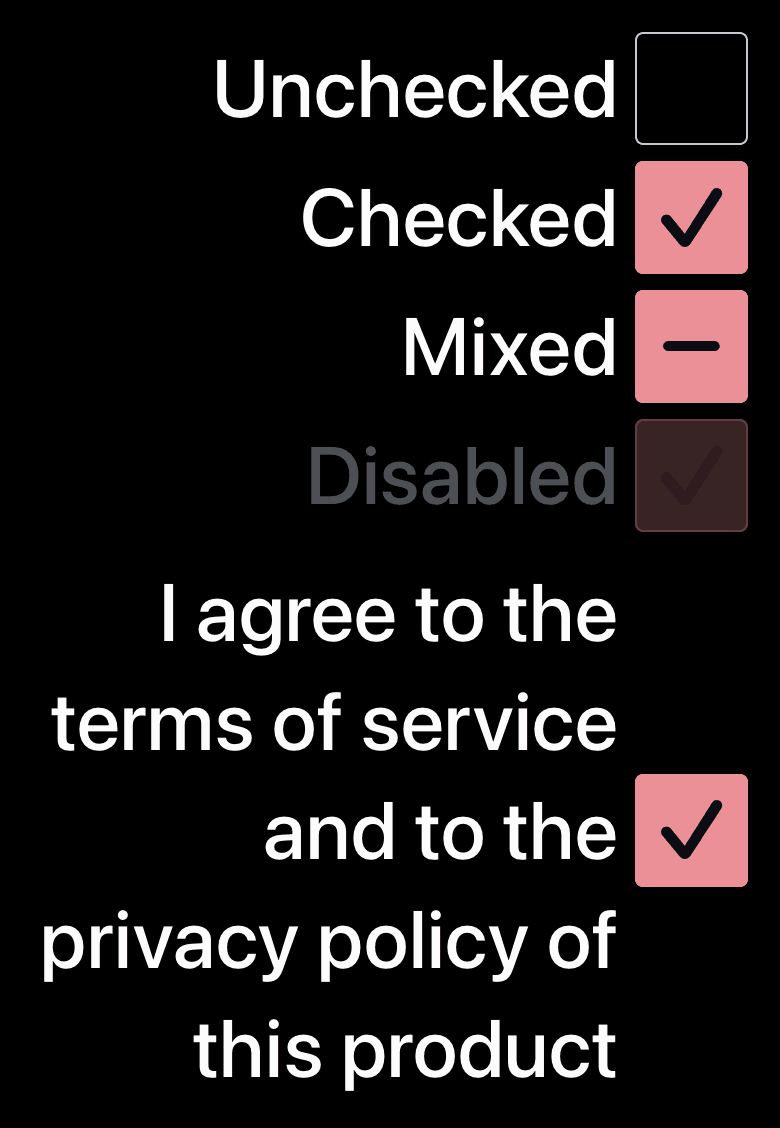 Unchecked
Checked
Mixed
Disabled
I agree to the
terms of service
and to the
privacy policy of
this product